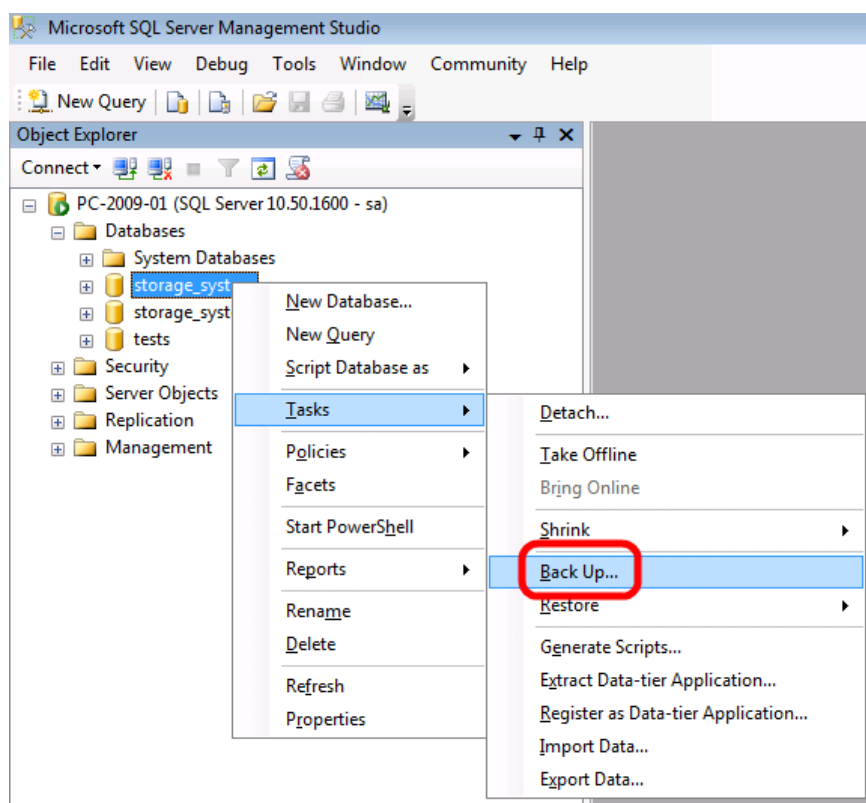 Microsoft SQL Server Management Studio
File Edit View Debug Tools Window Community Help
New Query
Object Explorer
Connect
PC-2009-01 (SQL Server 10.50.1600 - sa)
Databases
System Databases
storage_syst
storage_syst
tests
Security
Server Objects
Replication
Management
New Database...
New Query
Script Database as
Tasks
Policies
Facets
Start PowerShell
Reports
Rename
Delete
Refresh
Properties
Detach...
Take Offline
Bring Online
Shrink
Back Up...
Restore
Generate Scripts...
Extract Data-tier Application...
Register as Data-tier Application...
Import Data...
Export Data...